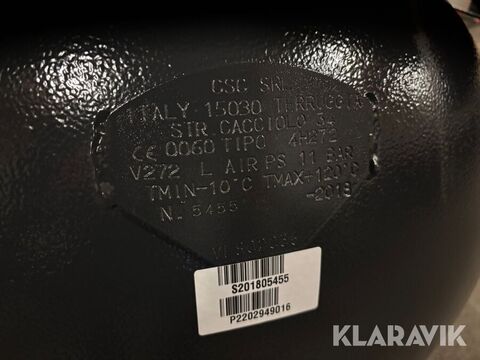 CSC SRL
ITALY 15030 TERRUGGIA
STR. CACCIOLO 34
CE 0060 TIPO 4H272
V272 L AIR PS 11 BAR
TMIN-10°C TMAX+120°C
N. 5455 -2018
S201805455
P2202949016
KLARAVIK